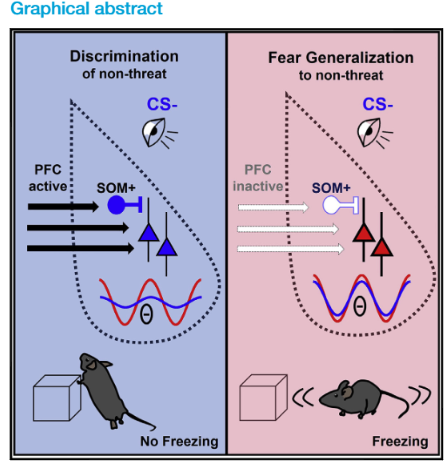 Graphical abstract
Discrimination
of non-threat
CS-
PFC
active
SOM+
Θ
No Freezing
Fear Generalization
to non-threat
CS-
PFC
inactive
SOM+
Θ
Freezing